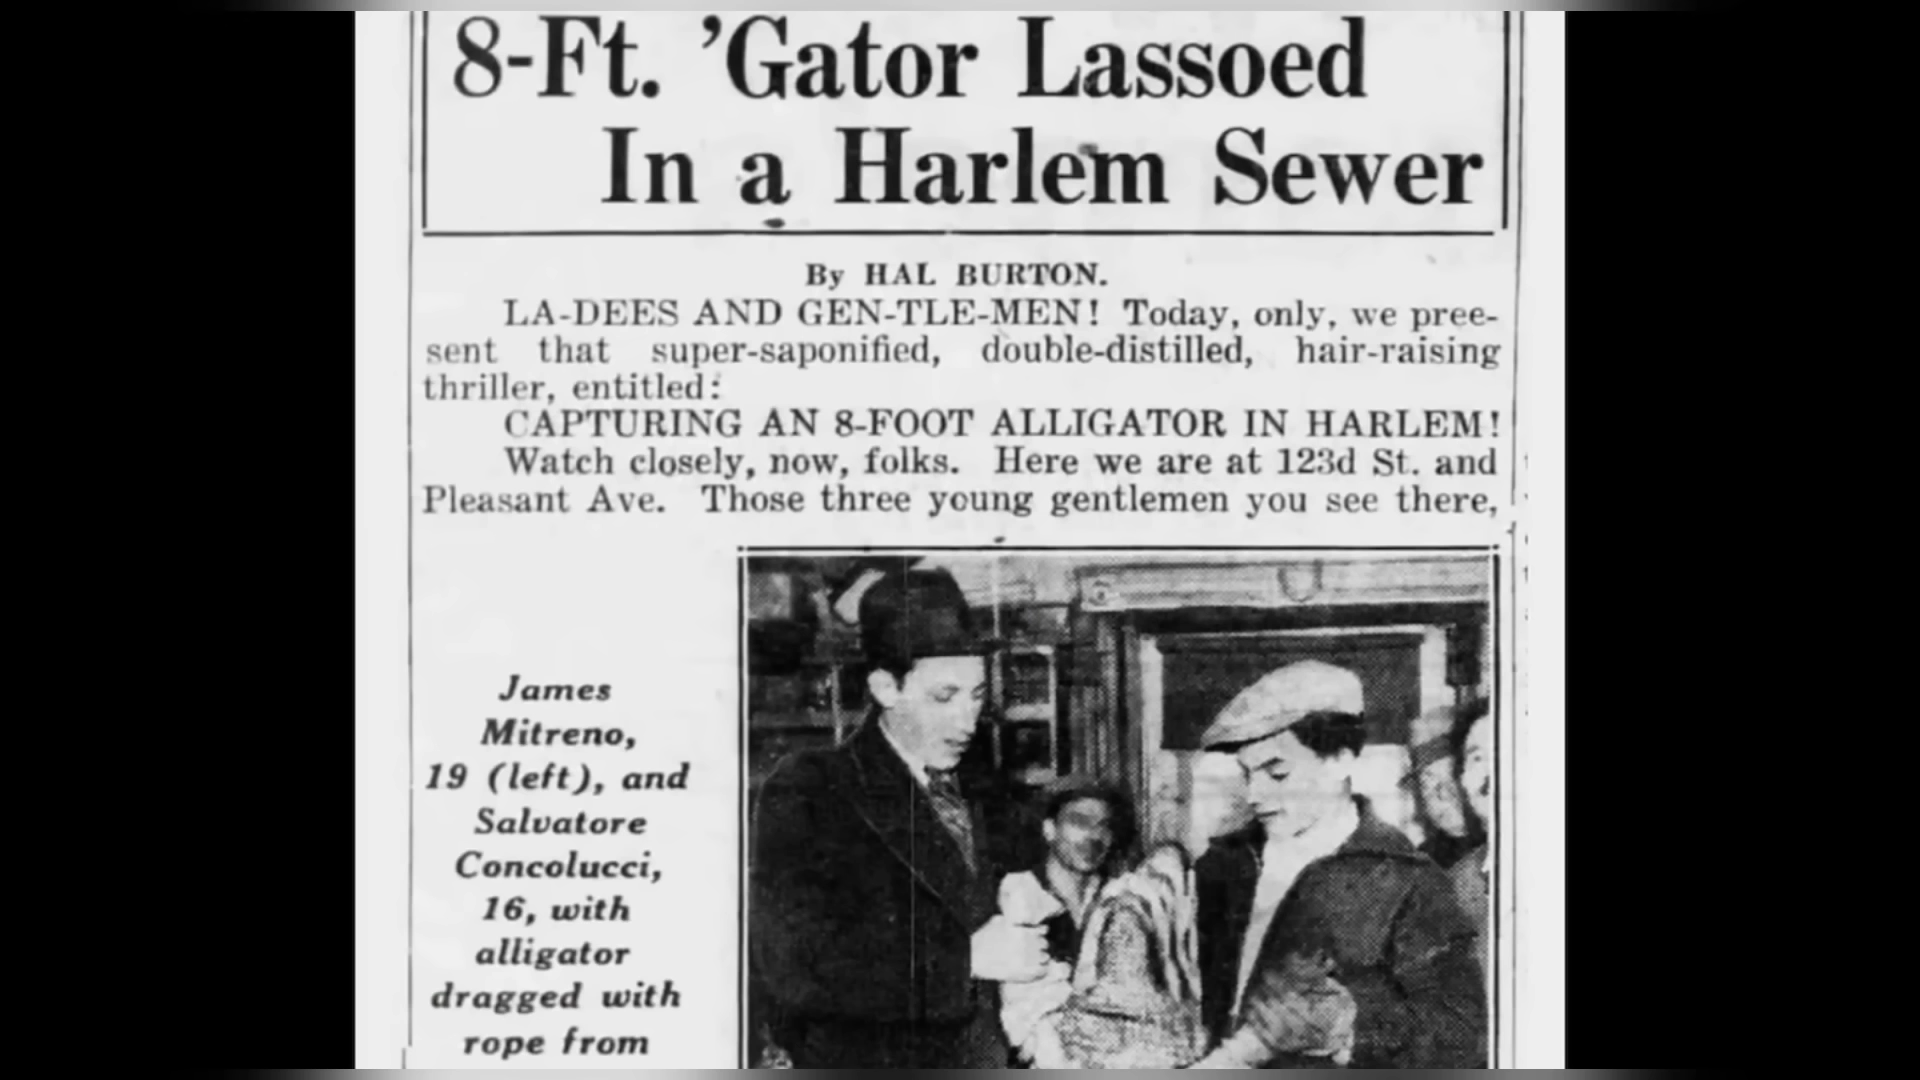 8-Ft. 'Gator Lassoed
In a Harlem Sewer
By HAL BURTON.
LA-DEES AND GEN-TLE-MEN! Today, only, we pree-
sent that super-saponified, double-distilled, hair-raising
thriller, entitled:
CAPTURING AN 8-FOOT ALLIGATOR IN HARLEM!
Watch closely, now, folks. Here we are at 123d St. and
Pleasant Ave. Those three young gentlemen you see there,
James
Mitreno,
19 (left), and
Salvatore
Concolucci,
16, with
alligator
dragged with
rope from